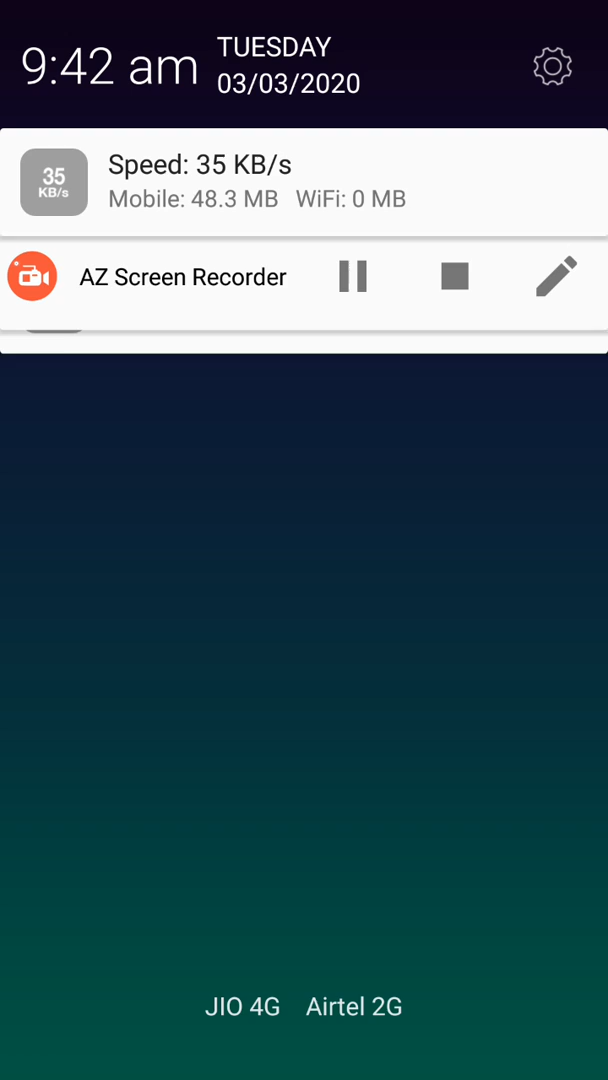 9:42 am
TUESDAY
03/03/2020
35
KB/s
Speed: 35 KB/s
Mobile: 48.3 MB WiFi: 0 MB
AZ Screen Recorder
JIO 4G Airtel 2G